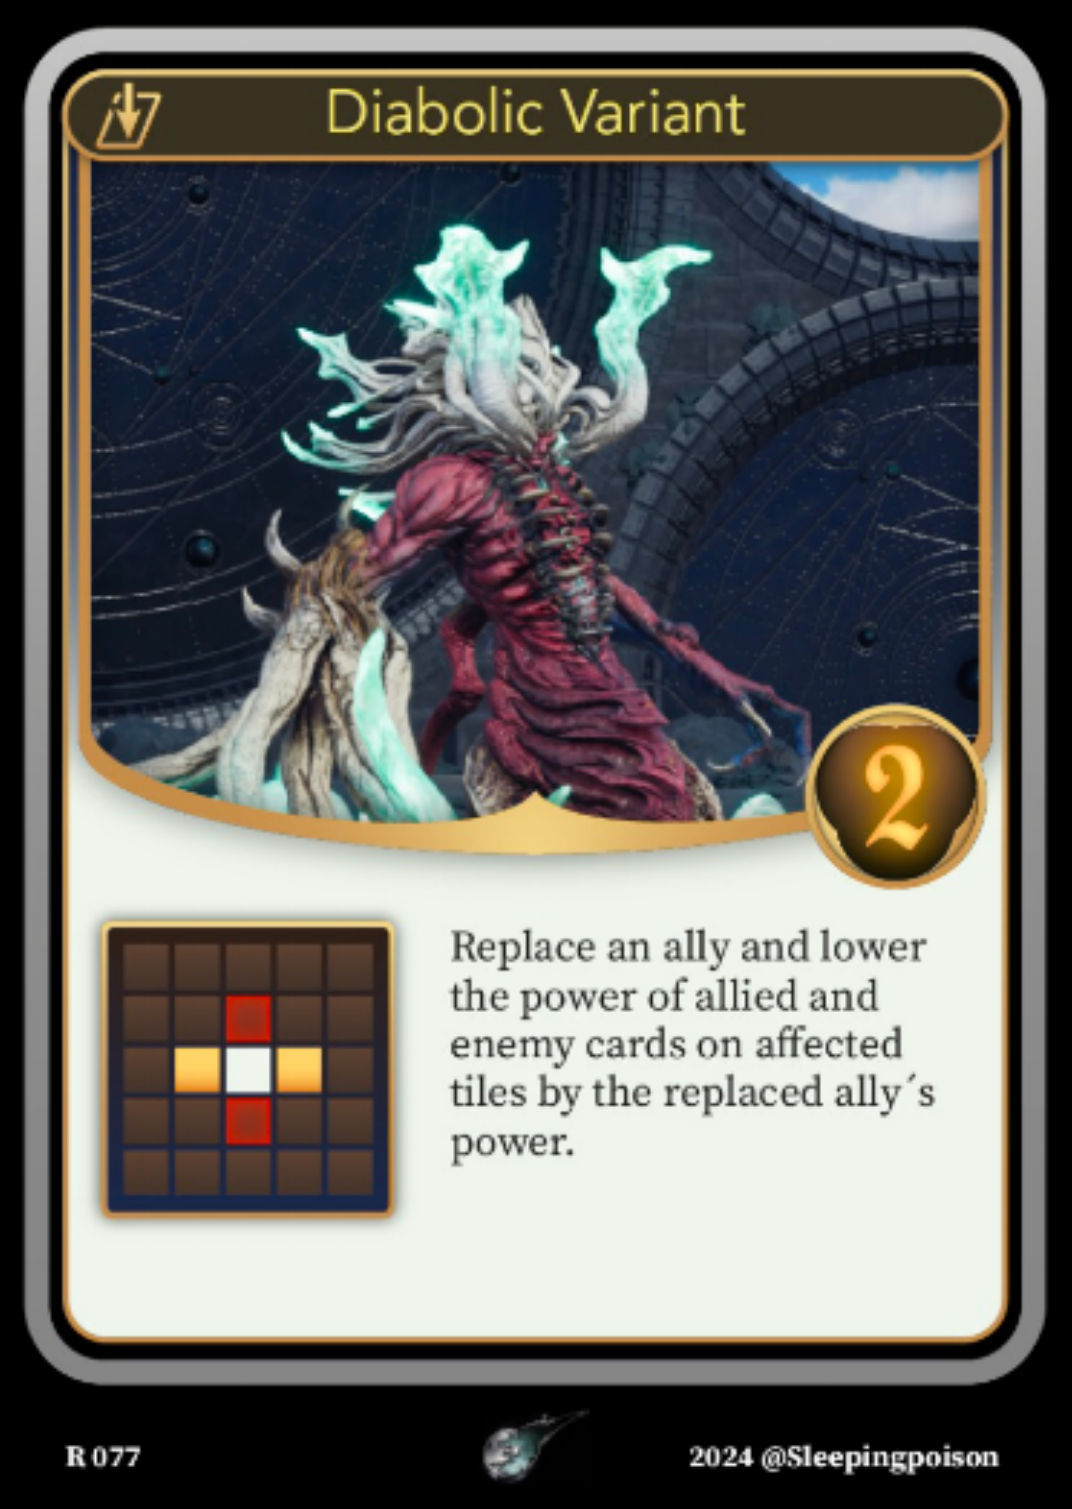 Diabolic Variant
2
Replace an ally and lower
the power of allied and
enemy cards on affected
tiles by the replaced ally´s
power.
R 077
2024 @Sleepingpoison